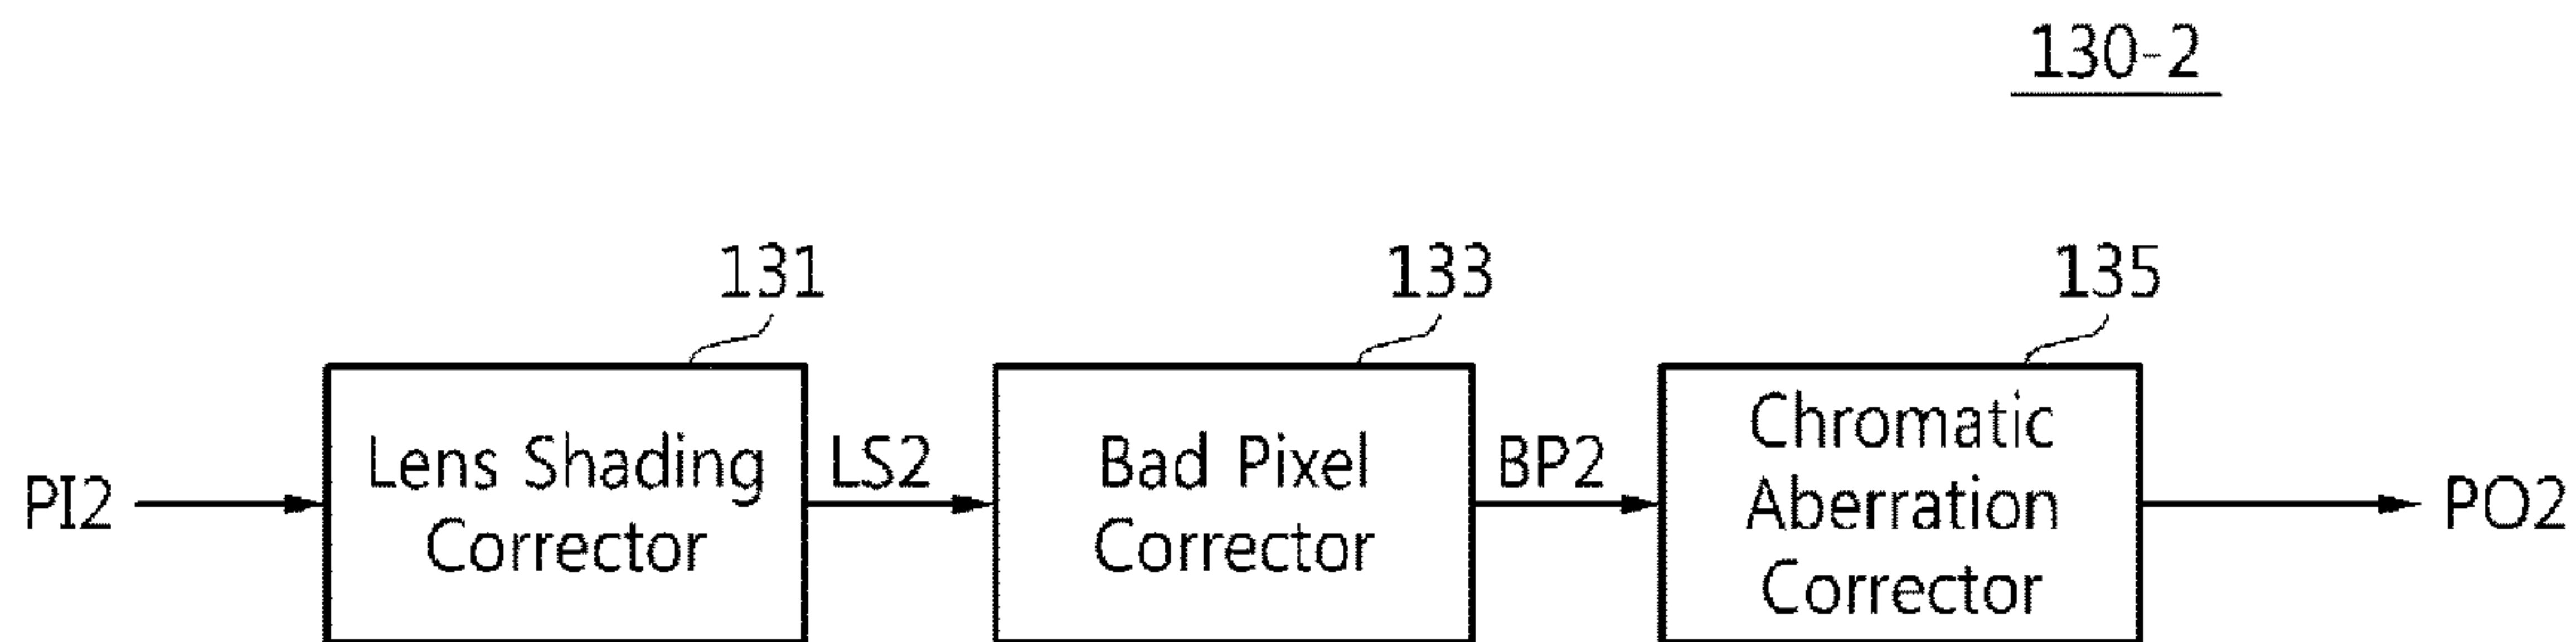 130-2
131
133
135
PI2
Lens Shading
Corrector
LS2
Bad Pixel
Corrector
BP2
Chromatic
Aberration
Corrector
PO2